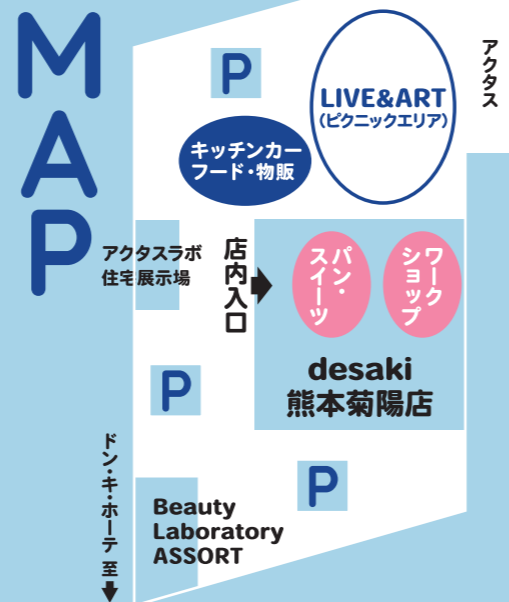 MAP
P
LIVE&ART
(ピクニックエリア)
アクタス
キッチンカー
フード・物販
アクタスラボ
住宅展示場
店内入口
パン・
スイーツ
ワーク
ショップ
desaki
熊本菊陽店
P
P
ドン・キ・ホーテ 至
Beauty
Laboratory
ASSORT